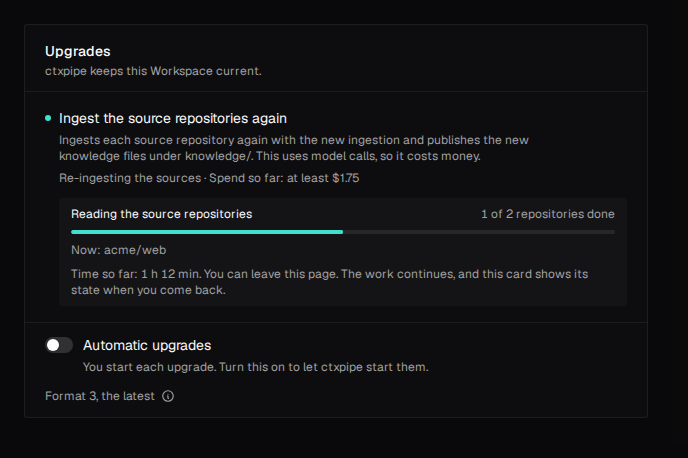 Upgrades
ctxpipe keeps this Workspace current.
Ingest the source repositories again
Ingests each source repository again with the new ingestion and publishes the new
knowledge files under knowledge/. This uses model calls, so it costs money.
Re-ingesting the sources · Spend so far: at least $1.75
Reading the source repositories
1 of 2 repositories done
Now: acme/web
Time so far: 1 h 12 min. You can leave this page. The work continues, and this card shows its
state when you come back.
Automatic upgrades
You start each upgrade. Turn this on to let ctxpipe start them.
Format 3, the latest